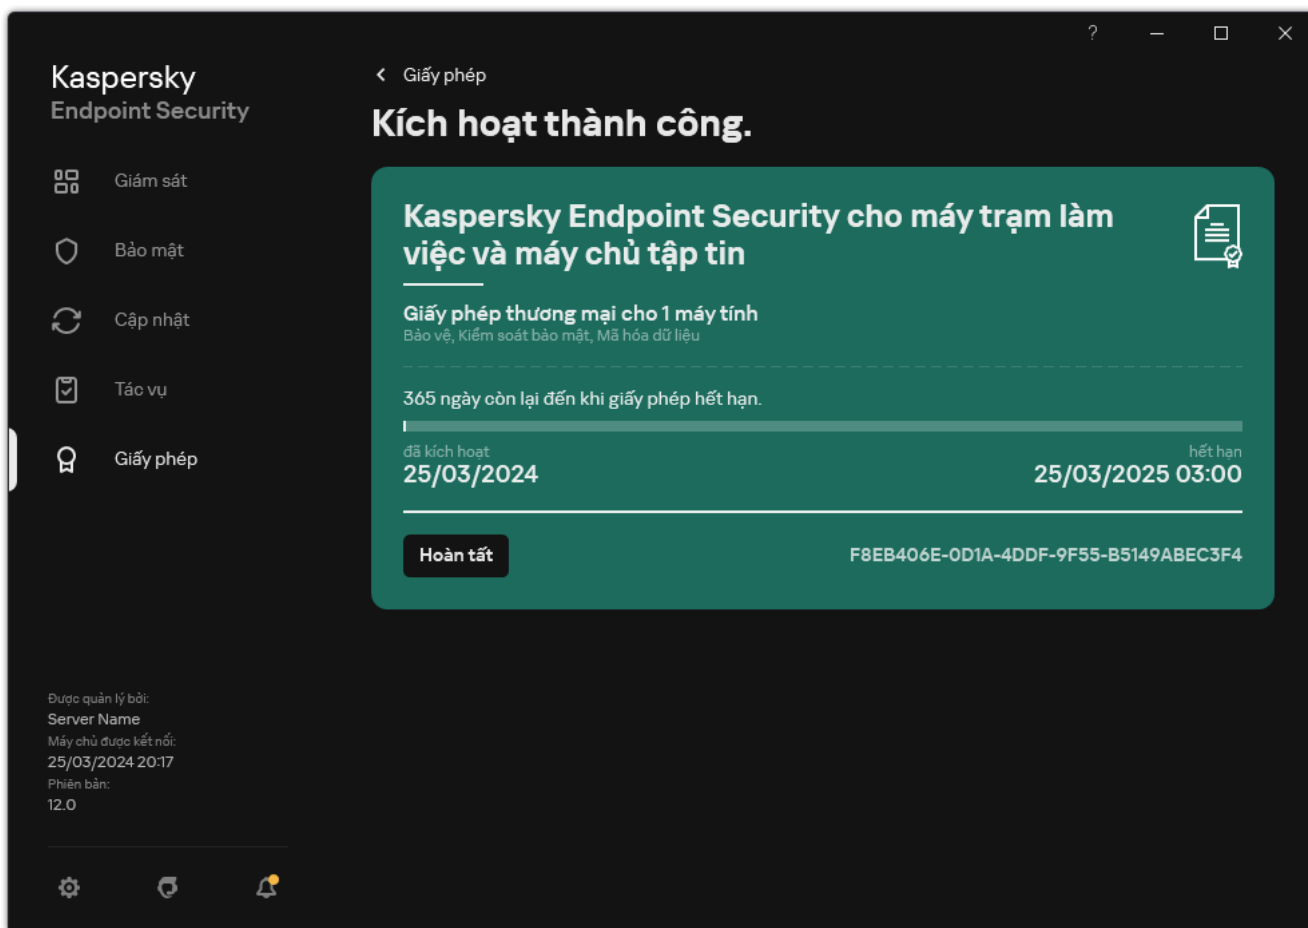 ?
Kaspersky
Endpoint Security
Giám sát
Bảo mật
Cập nhật
Tác vụ
Giấy phép
Được quản lý bởi:
Server Name
Máy chủ được kết nối:
25/03/2024 20:17
Phiên bản:
12.0
Giấy phép
Kích hoạt thành công.
Kaspersky Endpoint Security cho máy trạm làm
việc và máy chủ tập tin
Giấy phép thương mại cho 1 máy tính
Bảo vệ, Kiểm soát bảo mật, Mã hóa dữ liệu
365 ngày còn lại đến khi giấy phép hết hạn.
đã kích hoạt
hết hạn
25/03/2024
25/03/2025 03:00
Hoàn tất
F8EB406E-0D1A-4DDF-9F55-B5149ABEC3F4